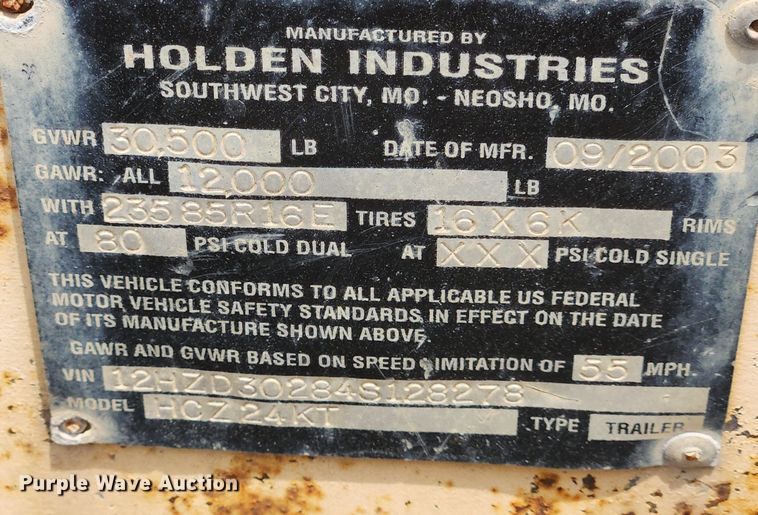 MANUFACTURED BY
HOLDEN INDUSTRIES
SOUTHWEST CITY, MO. - NEOSHO, MO.
GVWR 30,500 LB DATE OF MFR. 09/2003
GAWR: ALL 12,000 LB
WITH 235 85R16E TIRES 16 X 6K RIMS
AT 80 PSI COLD DUAL AT XXX PSI COLD SINGLE
THIS VEHICLE CONFORMS TO ALL APPLICABLE US FEDERAL
MOTOR VEHICLE SAFETY STANDARDS IN EFFECT ON THE DATE
OF ITS MANUFACTURE SHOWN ABOVE.
GAWR AND GVWR BASED ON SPEED LIMITATION OF 55 MPH.
VIN 12HZD30284S128278
MODEL HCZ24KT TYPE TRAILER
Purple Wave Auction